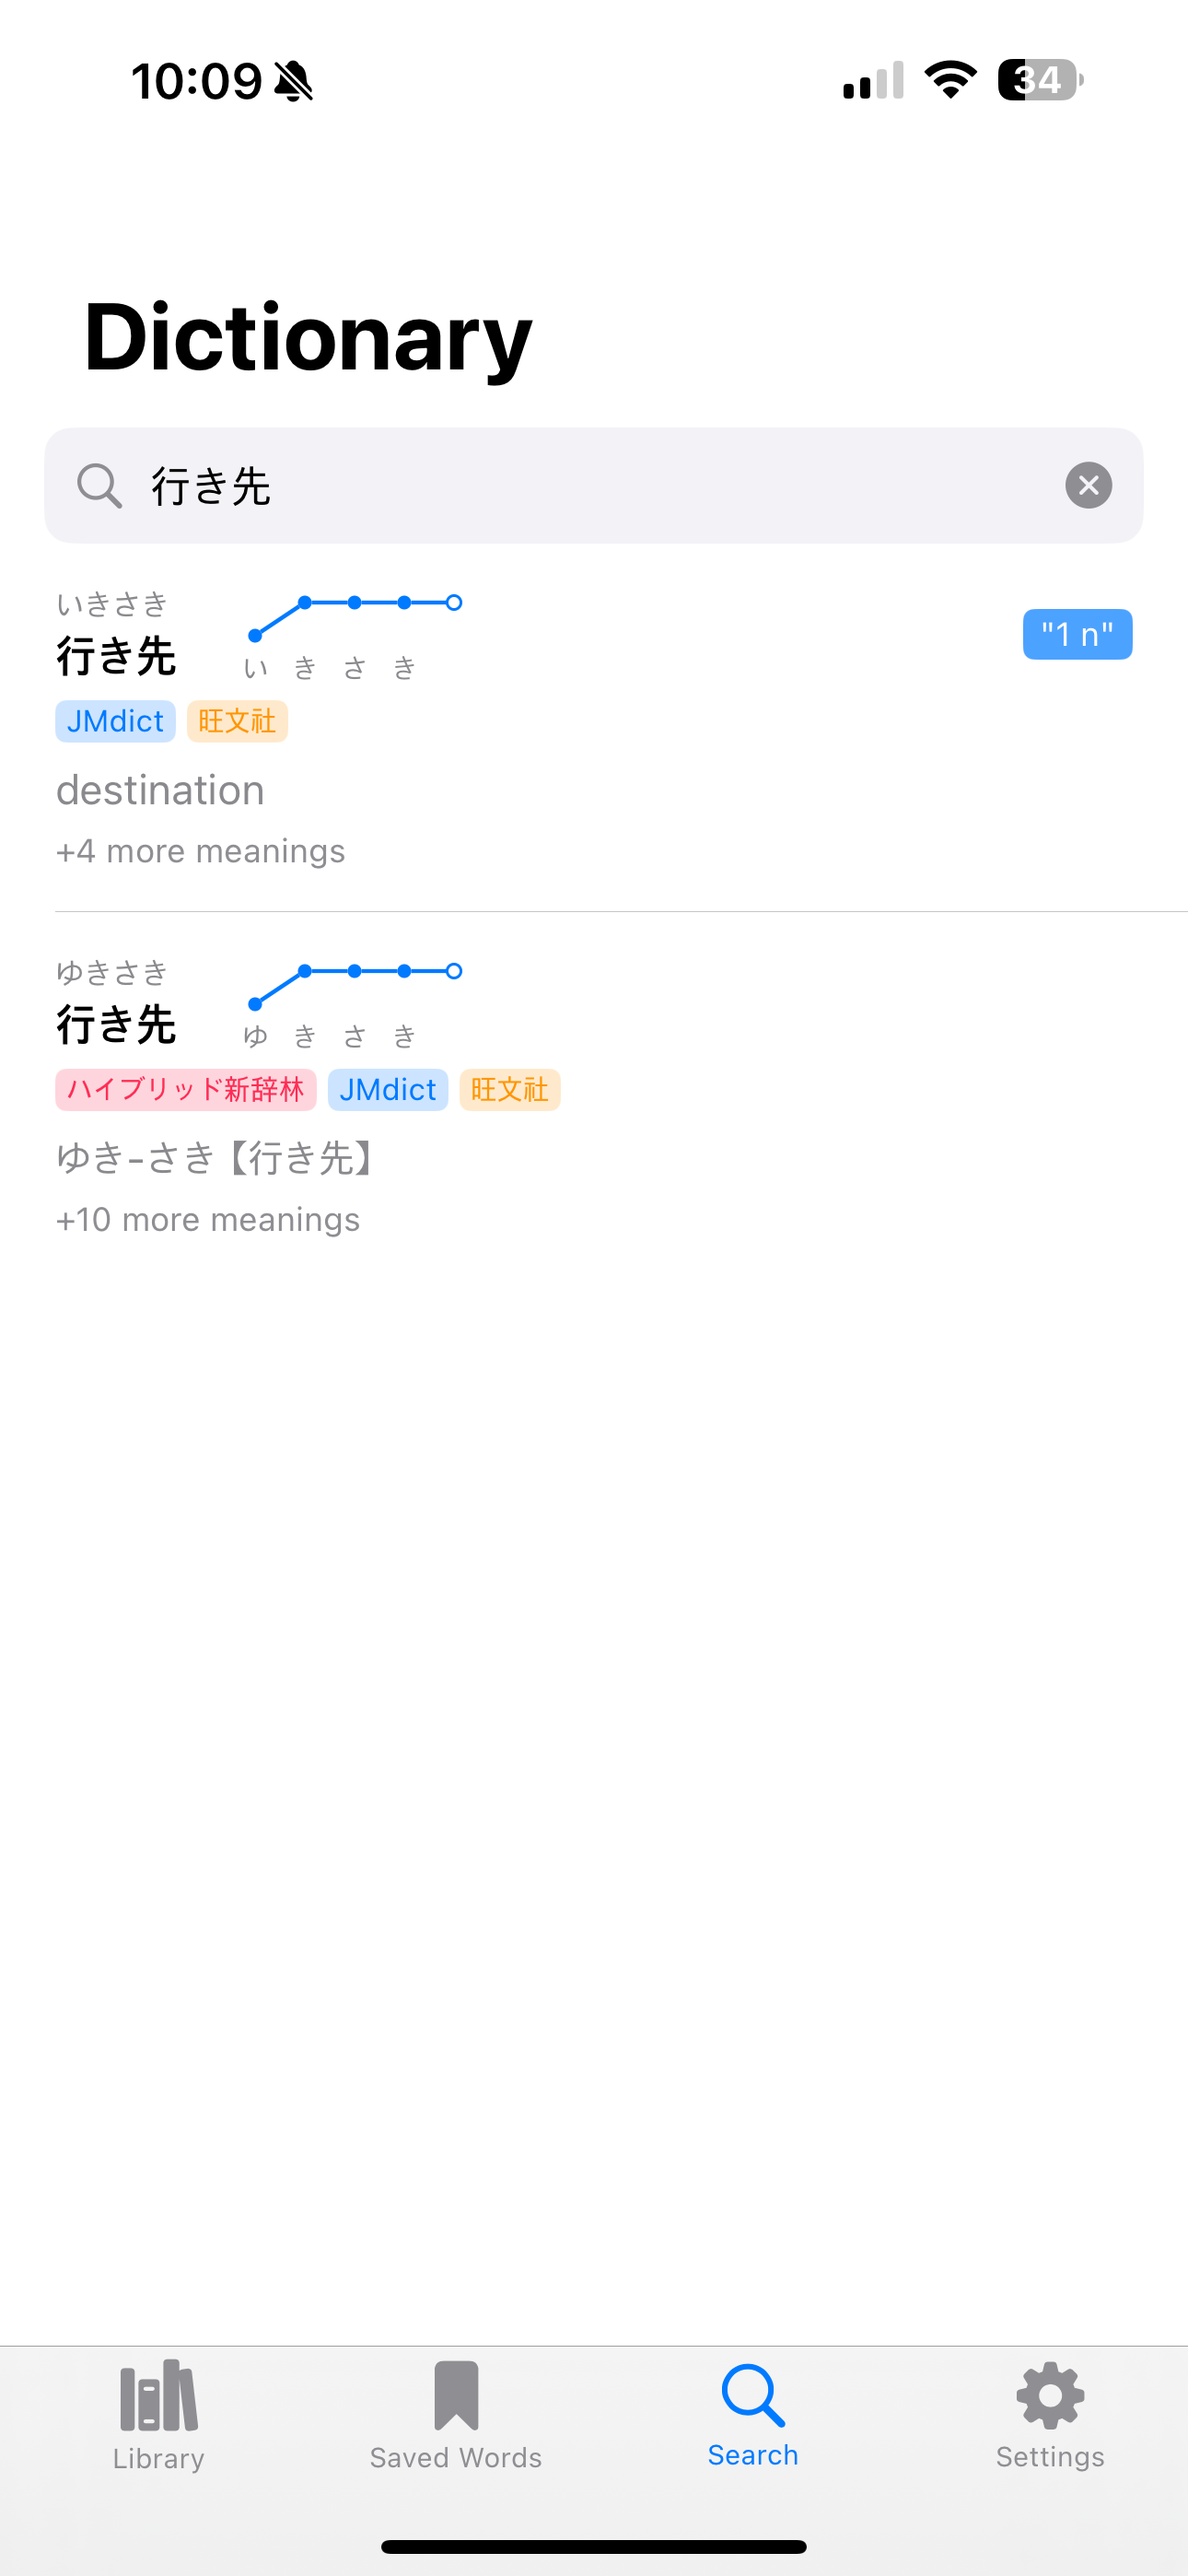 10:09
34
Dictionary
行き先
いきさき
行き先
い き さ き
"1 n"
JMdict 旺文社
destination
+4 more meanings
ゆきさき
行き先
ゆ き さ き
ハイブリッド新辞林 JMdict 旺文社
ゆき-さき【行き先】
+10 more meanings
Library Saved Words Search Settings